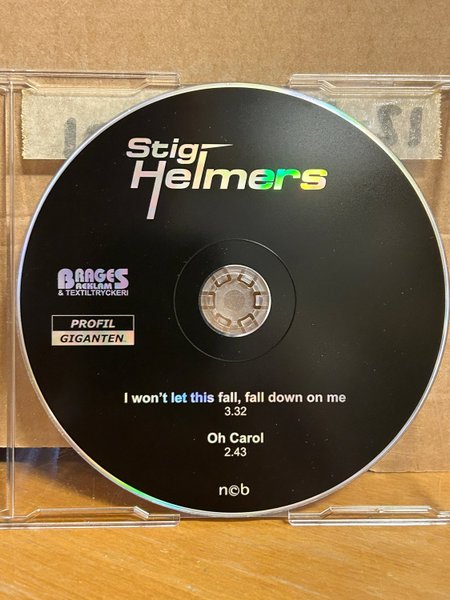 Stig
Helmers
BRAGES
REKLAM
& TEXTILTRYCKERI
PROFIL
GIGANTEN.
I won't let this fall, fall down on me
3.32
Oh Carol
2.43
n©b